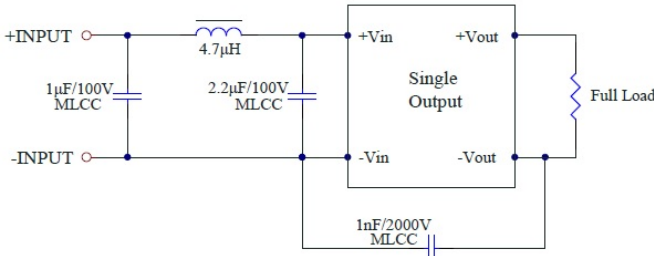 +INPUT
4.7μH
+Vin
+Vout
1μF/100V
MLCC
2.2μF/100V
MLCC
Single
Output
Full Load
-INPUT
-Vin
-Vout
1nF/2000V
MLCC